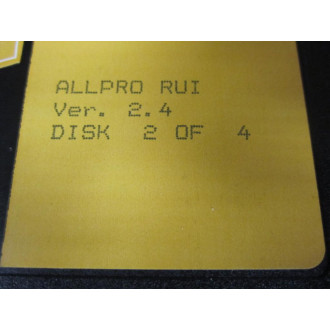 ALLPRO RUI
Ver. 2.4
DISK 2 OF 4